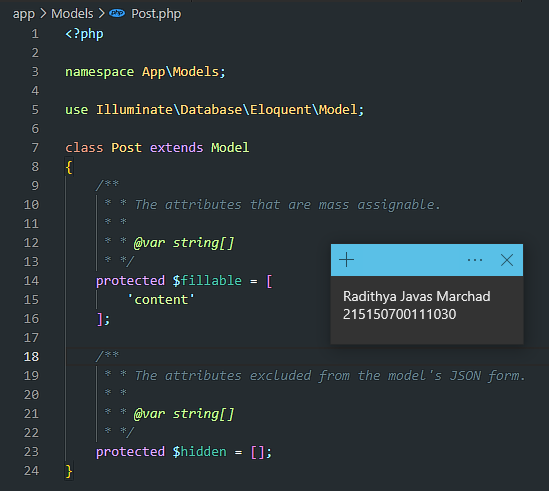 app > Models > php Post.php
1 <?php
2
3 namespace App\Models;
4
5 use Illuminate\Database\Eloquent\Model;
6
7 class Post extends Model
8 {
9 /**
10 * * The attributes that are mass assignable.
11 * *
12 * * @var string[]
13 * */
14 protected $fillable = [
15 'content'
16 ];
17
18 /**
19 * * The attributes excluded from the model's JSON form.
20 * *
21 * * @var string[]
22 * */
23 protected $hidden = [];
24 }
Radithya Javas Marchad
215150700111030